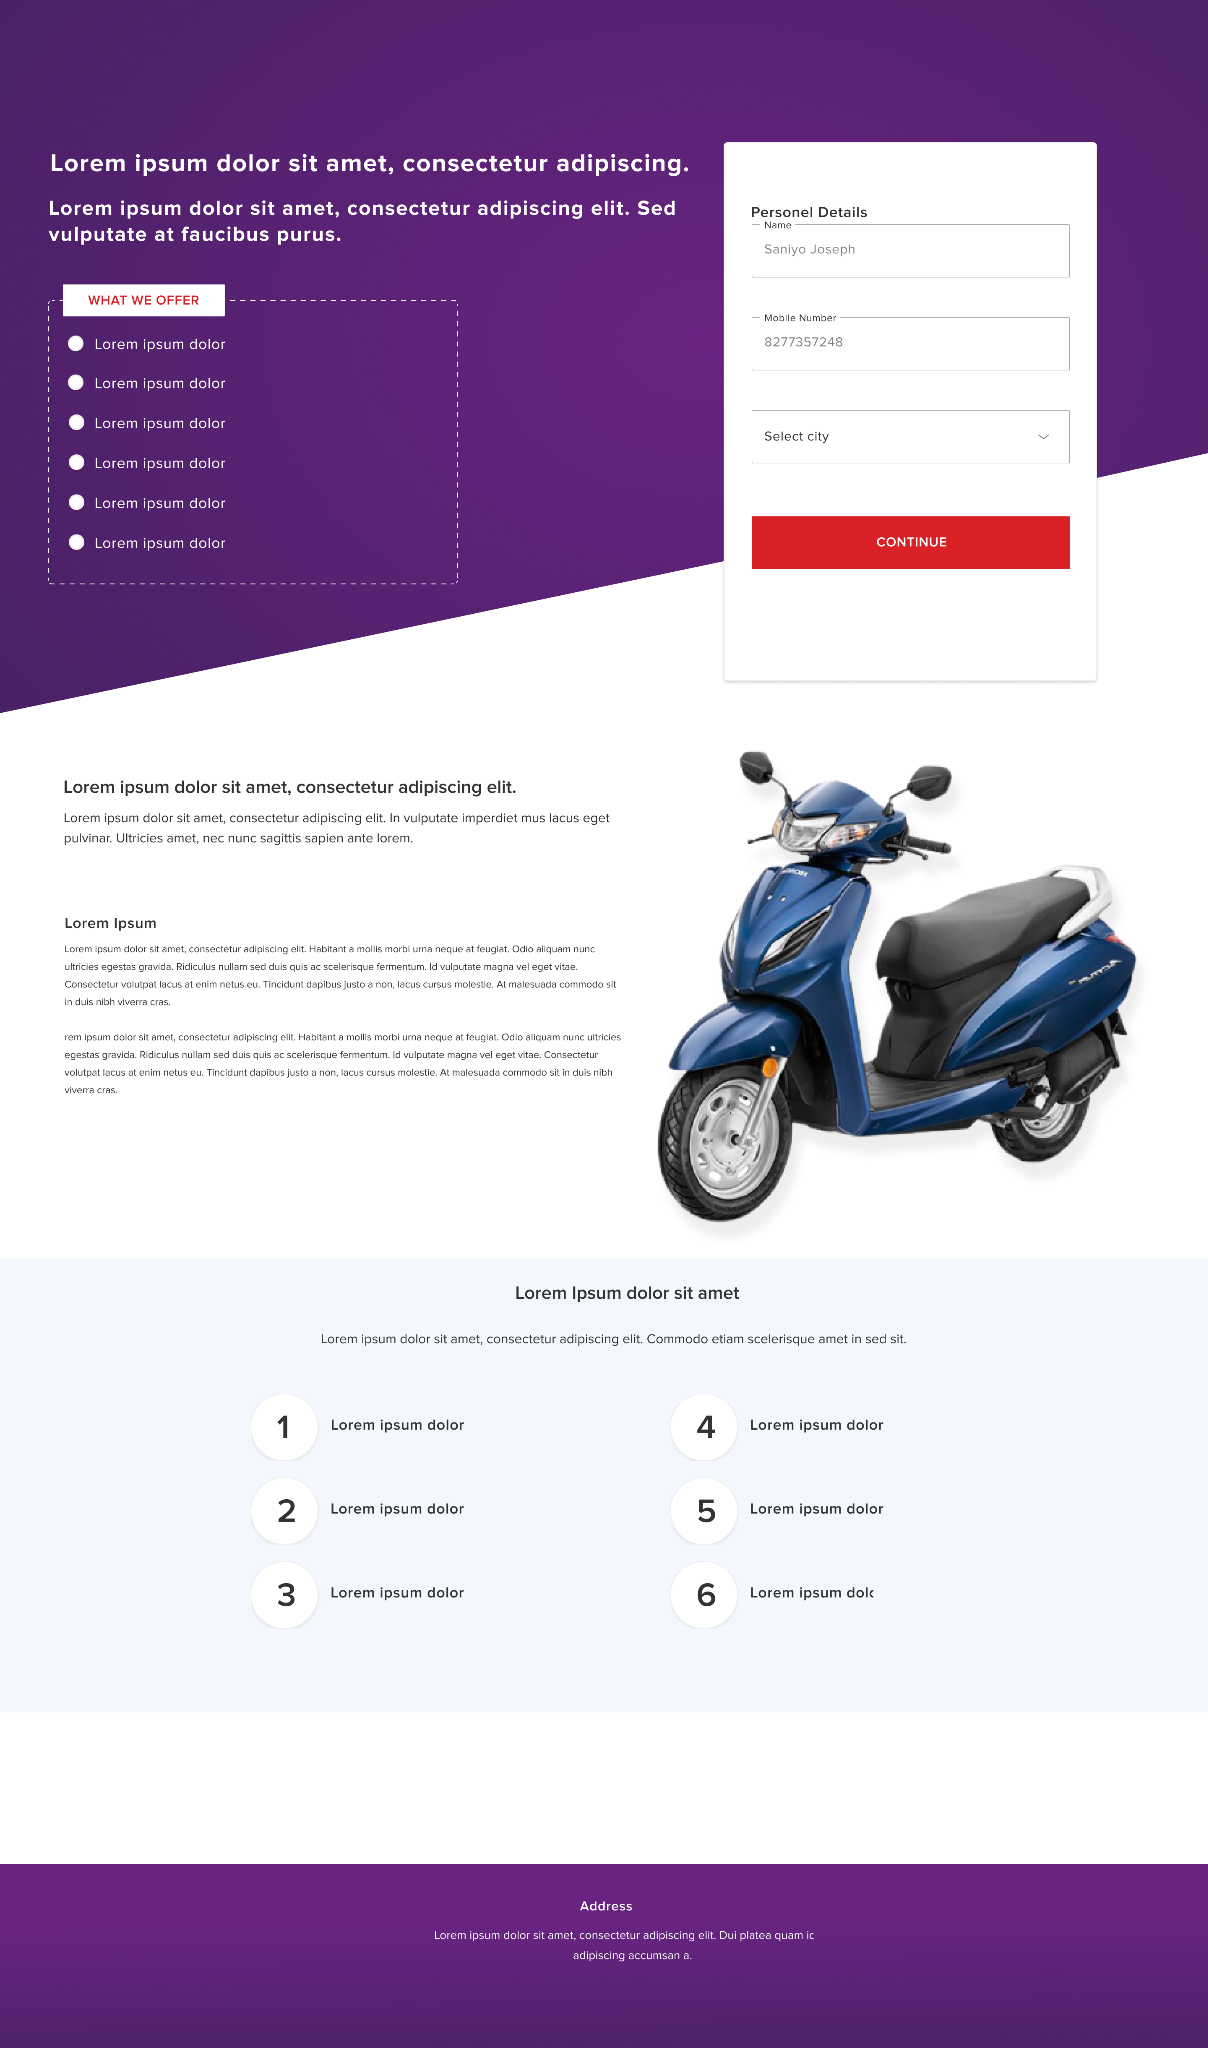 Lorem ipsum dolor sit amet, consectetur adipiscing.
Lorem ipsum dolor sit amet, consectetur adipiscing elit. Sed
vulputate at faucibus purus.
WHAT WE OFFER
Lorem ipsum dolor
Lorem ipsum dolor
Lorem ipsum dolor
Lorem ipsum dolor
Lorem ipsum dolor
Lorem ipsum dolor
Personel Details
Name
Saniyo Joseph
Mobile Number
8277357248
Select city
CONTINUE
Lorem ipsum dolor sit amet, consectetur adipiscing elit.
Lorem ipsum dolor sit amet, consectetur adipiscing elit. In vulputate imperdiet mus lacus eget
pulvinar. Ultricies amet, nec nunc sagittis sapien ante lorem.
Lorem Ipsum
Lorem ipsum dolor sit amet, consectetur adipiscing elit. Habitant a mollis morbi urna neque at feugiat. Odio aliquam nunc
ultricies egestas gravida. Ridiculus nullam sed duis quis ac scelerisque fermentum. Id vulputate magna vel eget vitae.
Consectetur volutpat lacus at enim netus eu. Tincidunt dapibus justo a non, lacus cursus molestie. At malesuada commodo sit
in duis nibh viverra cras.
rem ipsum dolor sit amet, consectetur adipiscing elit. Habitant a mollis morbi urna neque at feugiat. Odio aliquam nunc ultricies
egestas gravida. Ridiculus nullam sed duis quis ac scelerisque fermentum. Id vulputate magna vel eget vitae. Consectetur
volutpat lacus at enim netus eu. Tincidunt dapibus justo a non, lacus cursus molestie. At malesuada commodo sit in duis nibh
viverra cras.
Lorem Ipsum dolor sit amet
Lorem ipsum dolor sit amet, consectetur adipiscing elit. Commodo etiam scelerisque amet in sed sit.
1 Lorem ipsum dolor
2 Lorem ipsum dolor
3 Lorem ipsum dolor
4 Lorem ipsum dolor
5 Lorem ipsum dolor
6 Lorem ipsum
Address
Lorem ipsum dolor sit amet, consectetur adipiscing elit. Dui platea quam
adipiscing accumsan a.